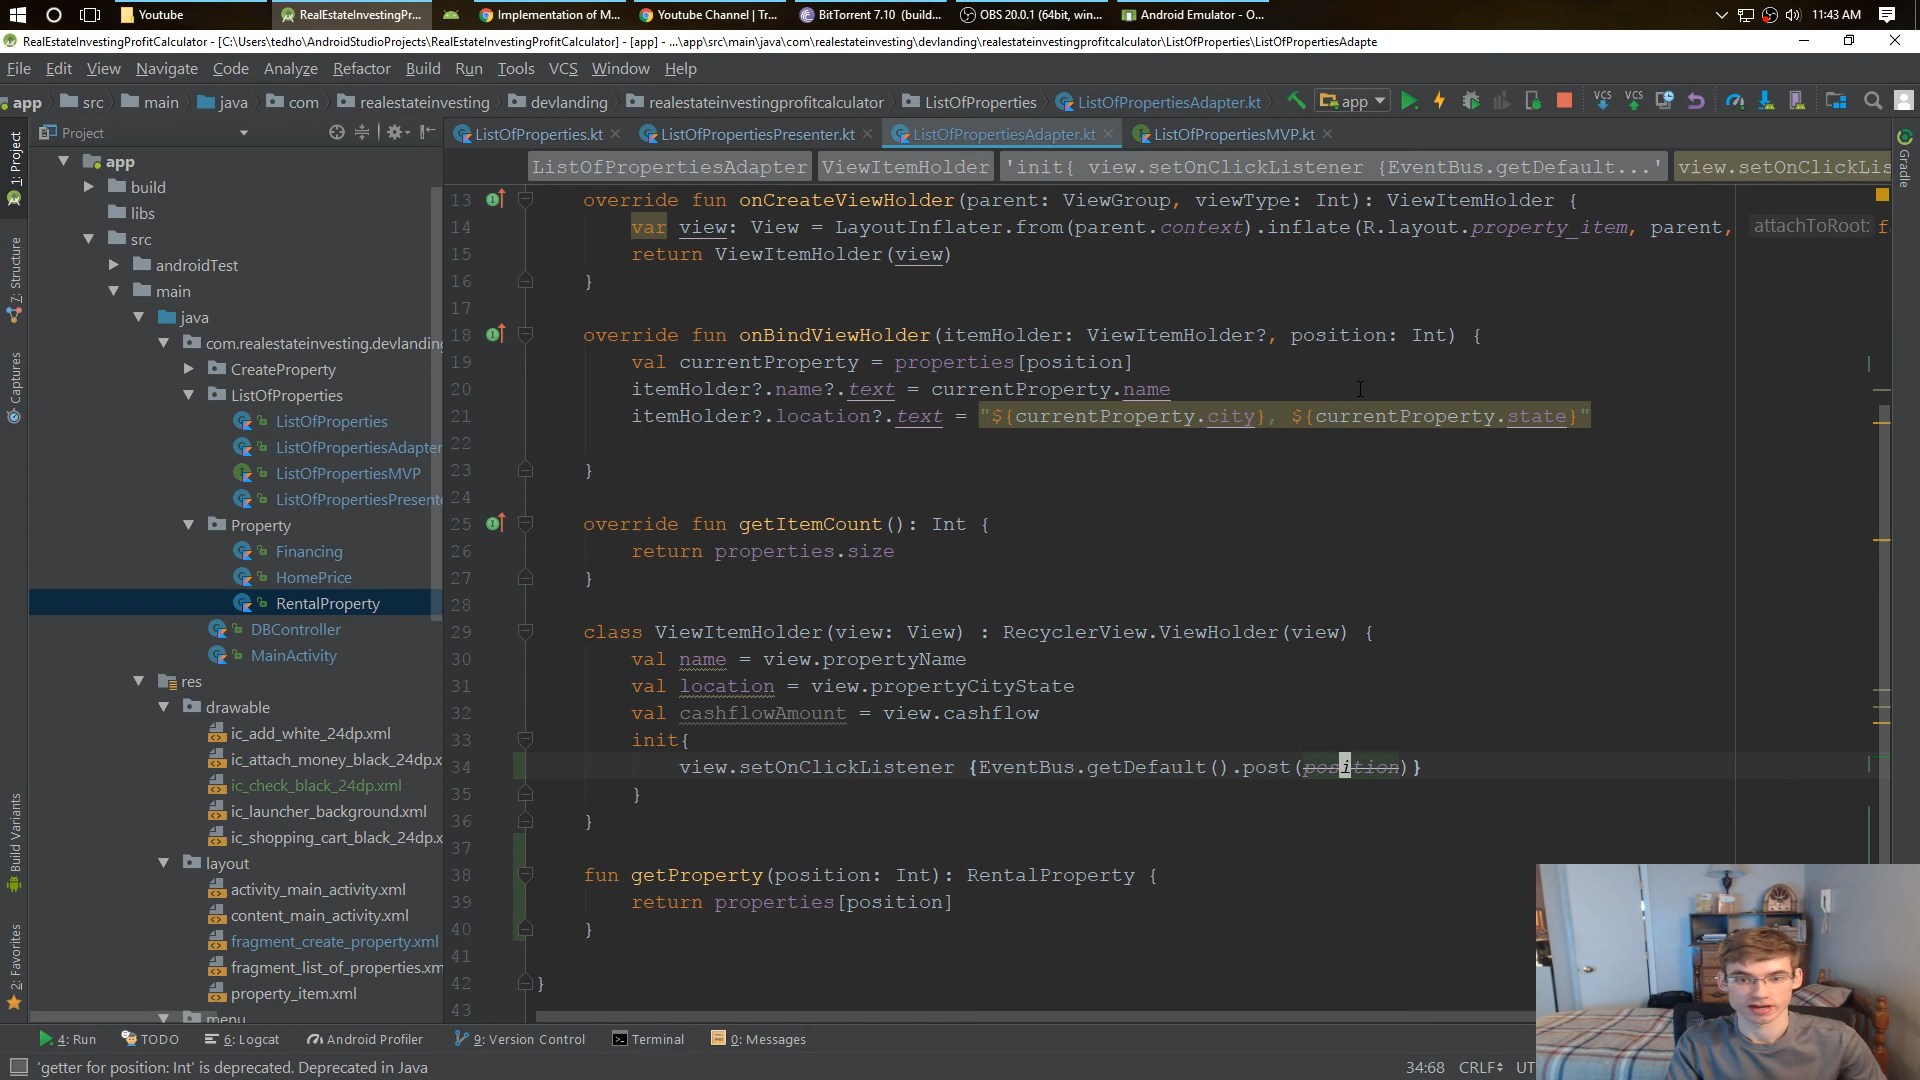 Youtube
RealEstateInvestingPr...
Implementation of M...
Youtube Channel | Tr...
BitTorrent 7.10 (build...
OBS 20.0.1 (64bit, win...
Android Emulator - O...
11:43 AM
RealEstateInvestingProfitCalculator - [C:\Users\tedho\AndroidStudioProjects\RealEstateInvestingProfitCalculator] - [app] - ...\app\src\main\java\com\realestateinvesting\devlanding\realestateinvestingprofitcalculator\ListOfProperties\ListOfPropertiesAdapte
File Edit View Navigate Code Analyze Refactor Build Run Tools VCS Window Help
app src main java com realestateinvesting devlanding realestateinvestingprofitcalculator ListOfProperties ListOfPropertiesAdapter.kt app VCS VCS
Project ListOfProperties.kt ListOfPropertiesPresenter.kt ListOfPropertiesAdapter.kt ListOfPropertiesMVP.kt
ListOfPropertiesAdapter ViewItemHolder 'init{ view.setOnClickListener {EventBus.getDefault...' view.setOnClickLis
1: Project
7: Structure
Captures
Build Variants
2: Favorites
Gradle
app
build
libs
src
androidTest
main
java
com.realestateinvesting.devlanding
CreateProperty
ListOfProperties
ListOfProperties
ListOfPropertiesAdapter
ListOfPropertiesMVP
ListOfPropertiesPresente
Property
Financing
HomePrice
RentalProperty
DBController
MainActivity
res
drawable
ic_add_white_24dp.xml
ic_attach_money_black_24dp.x
ic_check_black_24dp.xml
ic_launcher_background.xml
ic_shopping_cart_black_24dp.x
layout
activity_main_activity.xml
content_main_activity.xml
fragment_create_property.xml
fragment_list_of_properties.xm
property_item.xml
menu
13 override fun onCreateViewHolder(parent: ViewGroup, viewType: Int): ViewItemHolder {
14 var view: View = LayoutInflater.from(parent.context).inflate(R.layout.property_item, parent, attachToRoot: f
15 return ViewItemHolder(view)
16 }
17
18 override fun onBindViewHolder(itemHolder: ViewItemHolder?, position: Int) {
19 val currentProperty = properties[position]
20 itemHolder?.name?.text = currentProperty.name
21 itemHolder?.location?.text = "${currentProperty.city}, ${currentProperty.state}"
22
23 }
24
25 override fun getItemCount(): Int {
26 return properties.size
27 }
28
29 class ViewItemHolder(view: View) : RecyclerView.ViewHolder(view) {
30 val name = view.propertyName
31 val location = view.propertyCityState
32 val cashflowAmount = view.cashflow
33 init{
34 view.setOnClickListener {EventBus.getDefault().post(position)}
35 }
36 }
37
38 fun getProperty(position: Int): RentalProperty {
39 return properties[position]
40 }
41
42 }
43
4: Run TODO 6: Logcat Android Profiler 9: Version Control Terminal 0: Messages
'getter for position: Int' is deprecated. Deprecated in Java 34:68 CRLF UT